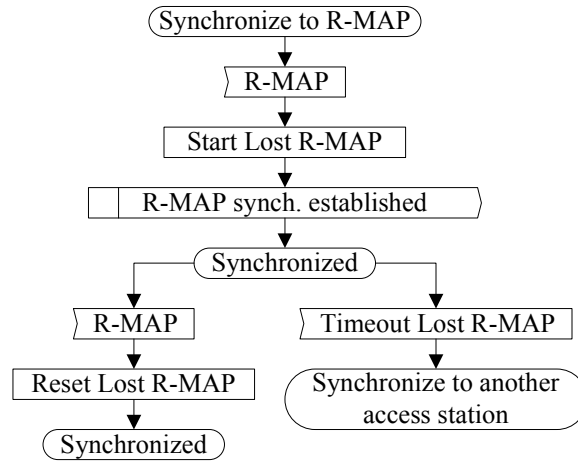 Synchronize to R-MAP
R-MAP
Start Lost R-MAP
R-MAP synch. established
Synchronized
R-MAP
Timeout Lost R-MAP
Reset Lost R-MAP
Synchronize to another
access station
Synchronized